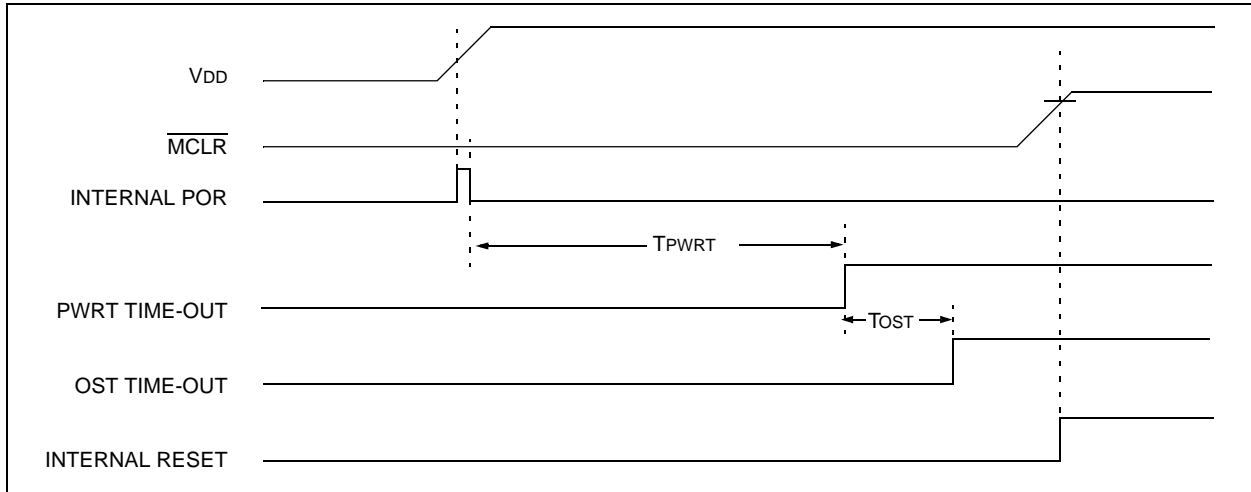 VDD
MCLR
INTERNAL POR
TPWRT
PWRT TIME-OUT
TOST
OST TIME-OUT
INTERNAL RESET